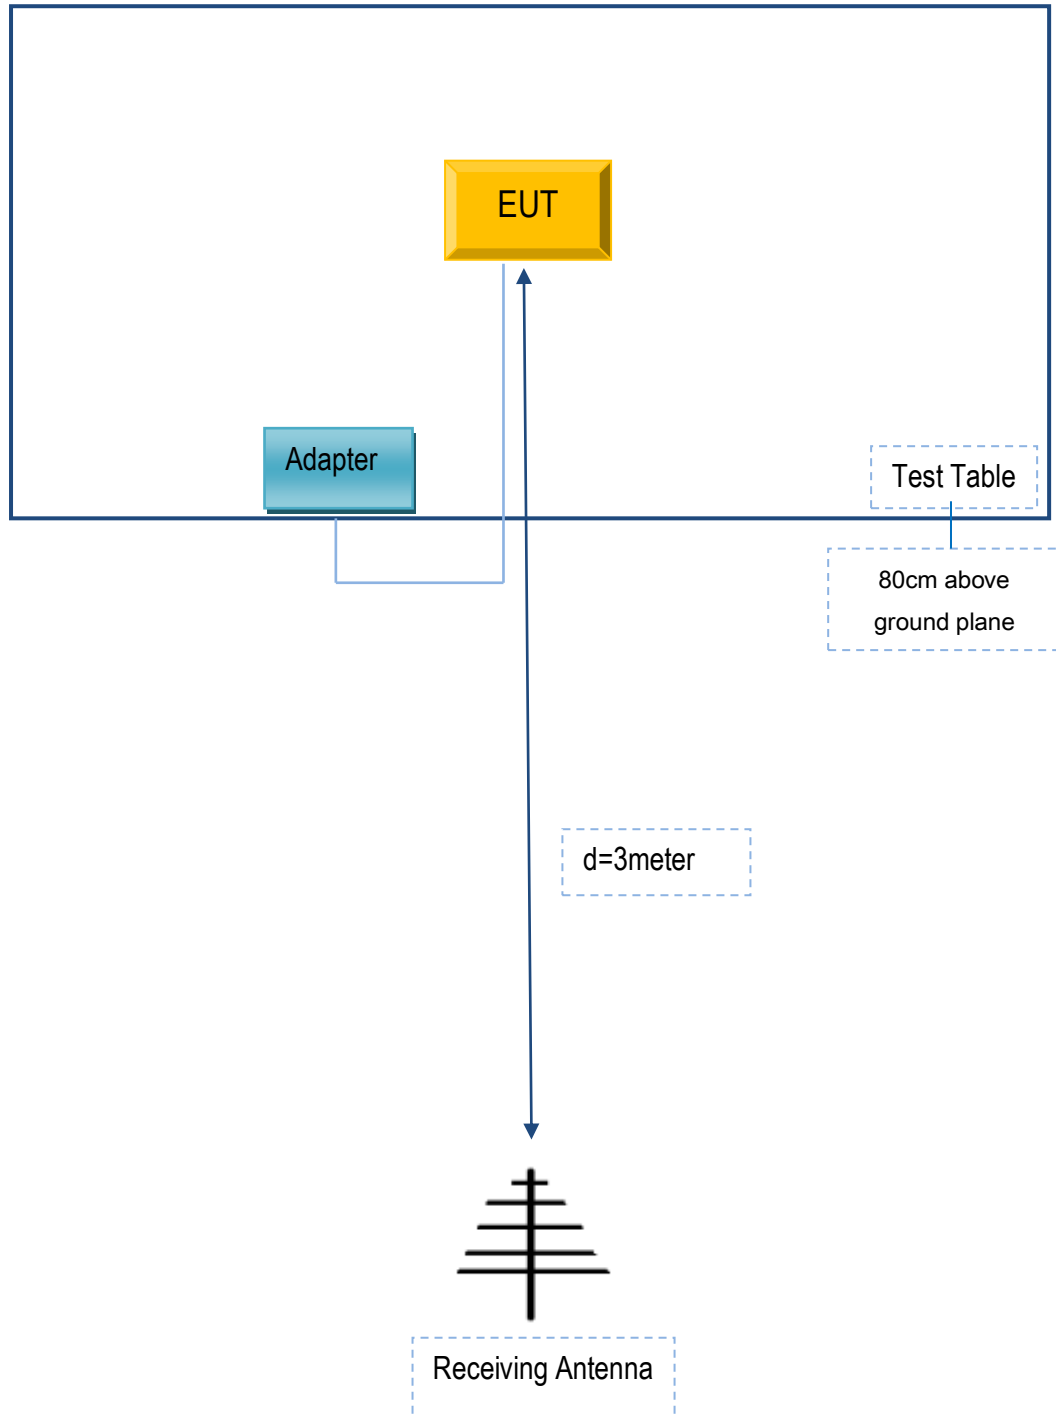 EUT
Adapter
Test Table
80cm above
ground plane
d=3meter
Receiving Antenna